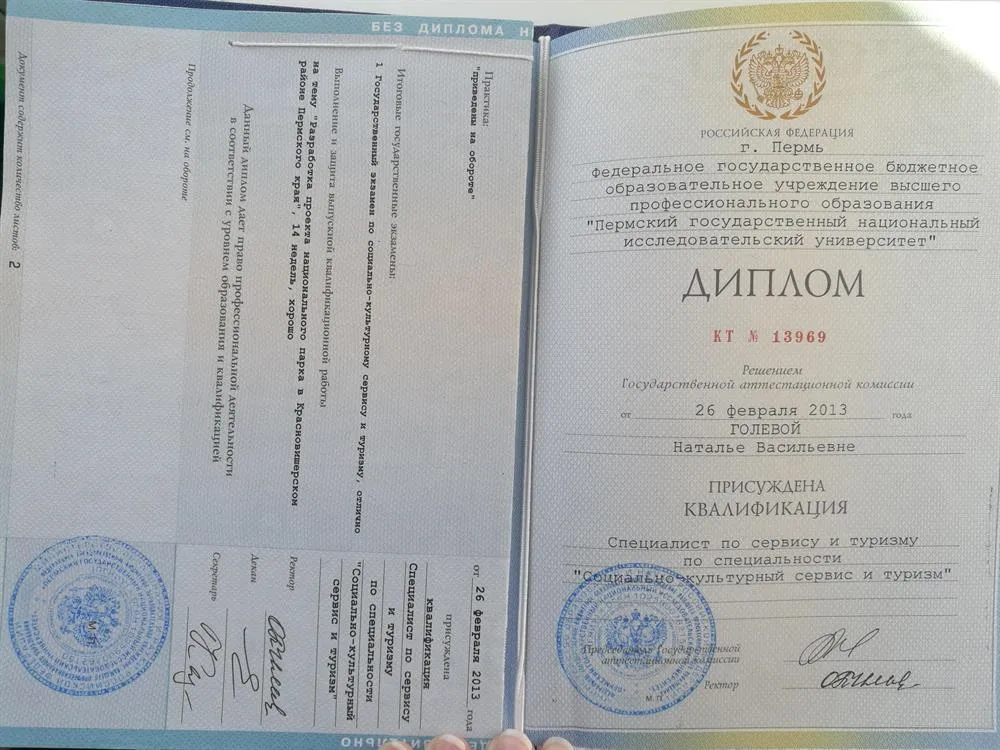 БЕЗ ДИПЛОМА Н
Практика:
"приведены на обороте"
Итоговые государственные экзамены:
1 Государственный экзамен по социально-культурному сервису и туризму, отлично
Выполнение и защита выпускной квалификационной работы
на тему "Разработка проекта национального парка в Красновишерском
районе Пермского края", 14 недель, хорошо
Данный диплом дает право профессиональной деятельности
в соответствии с уровнем образования и квалификацией
Продолжение см. на обороте
Документ содержит количество листов: 2
от 26 февраля 2013 года
присуждена
квалификация
Специалист по сервису
и туризму
по специальности
"Социально-культурный
сервис и туризм"
Ректор
Декан
Секретарь
М.П.
ДЕЙСТВИТЕЛЬНО
РОССИЙСКАЯ ФЕДЕРАЦИЯ
г. Пермь
Федеральное государственное бюджетное
образовательное учреждение высшего
профессионального образования
"Пермский государственный национальный
исследовательский университет"
ДИПЛОМ
КТ № 13969
Решением
Государственной аттестационной комиссии
от 26 февраля 2013 года
ГОЛЕВОЙ
Наталье Васильевне
ПРИСУЖДЕНА
КВАЛИФИКАЦИЯ
Специалист по сервису и туризму
по специальности
"Социально-культурный сервис и туризм"
Председатель Государственной
аттестационной комиссии
Ректор
М.П.